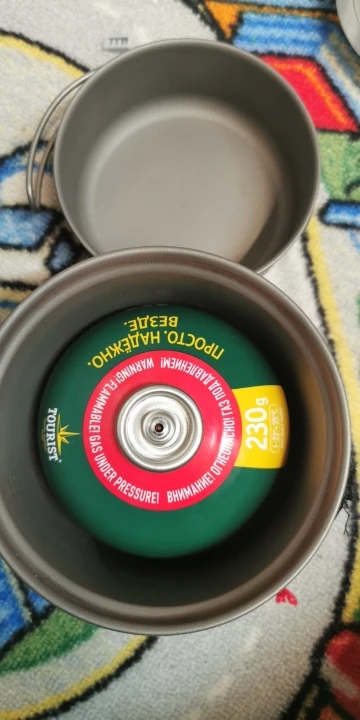 ПРОСТО. НАДЁЖНО.
ВЕЗДЕ.
WARNING! FLAMMABLE! GAS UNDER PRESSURE!
ВНИМАНИЕ! ОГНЕОПАСНО! ГАЗ ПОД ДАВЛЕНИЕМ!
230g
TOURIST